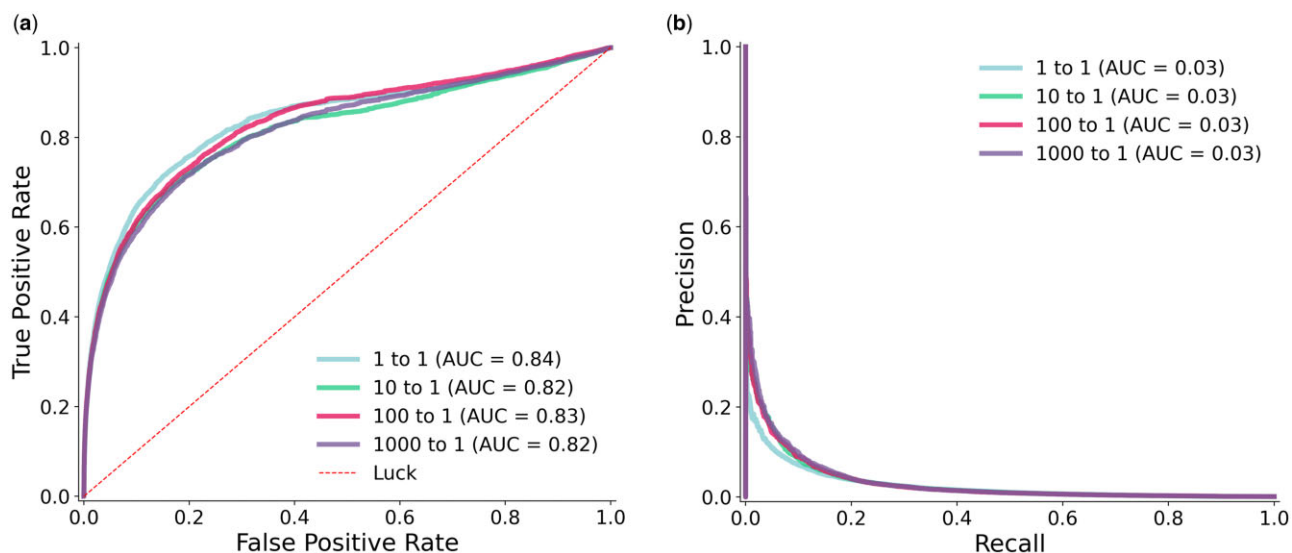 (a)
1.0
0.8
0.6
0.4
0.2
0.0
True Positive Rate
1 to 1 (AUC = 0.84)
10 to 1 (AUC = 0.82)
100 to 1 (AUC = 0.83)
1000 to 1 (AUC = 0.82)
Luck
0.0 0.2 0.4 0.6 0.8 1.0
False Positive Rate
(b)
1.0
0.8
0.6
0.4
0.2
0.0
Precision
1 to 1 (AUC = 0.03)
10 to 1 (AUC = 0.03)
100 to 1 (AUC = 0.03)
1000 to 1 (AUC = 0.03)
0.0 0.2 0.4 0.6 0.8 1.0
Recall